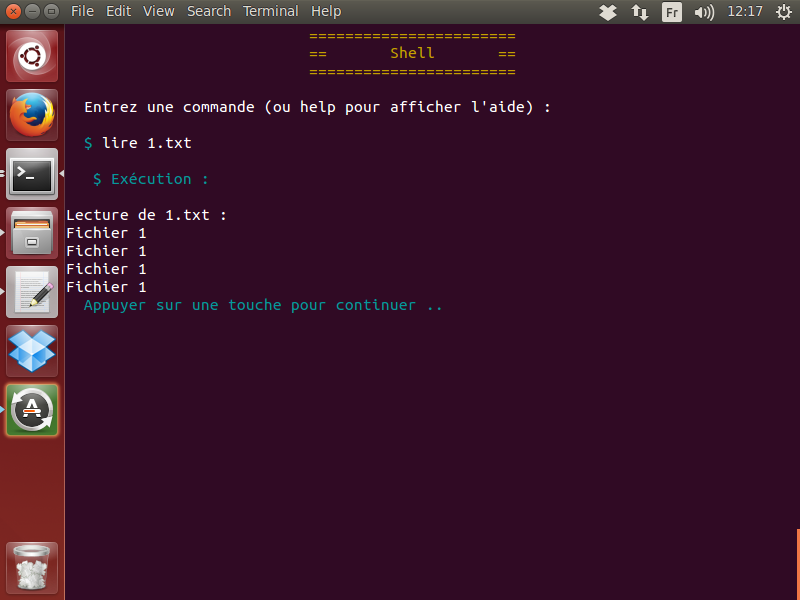 File Edit View Search Terminal Help Fr 12:17
=======================
== Shell ==
=======================
Entrez une commande (ou help pour afficher l'aide) :
$ lire 1.txt
$ Exécution :
Lecture de 1.txt :
Fichier 1
Fichier 1
Fichier 1
Fichier 1
Appuyer sur une touche pour continuer ..